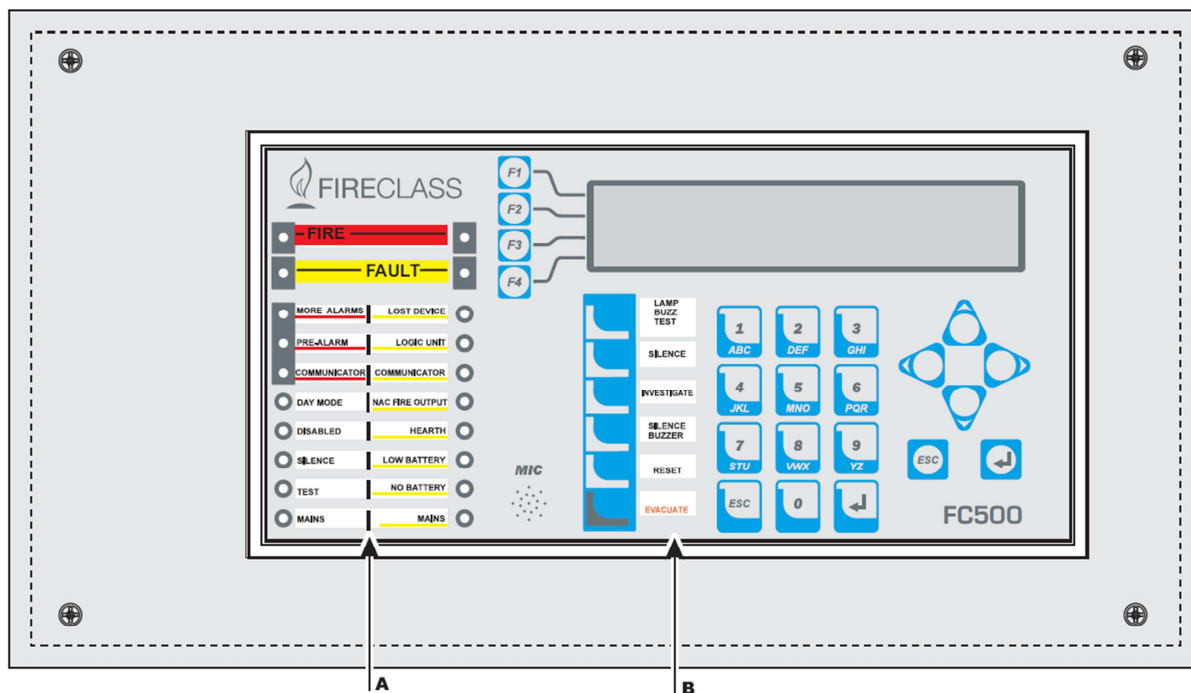 FIRECLASS
FIRE
FAULT
MORE ALARMS LOST DEVICE
PRE-ALARM LOGIC UNIT
COMMUNICATOR COMMUNICATOR
DAY MODE NAC FIRE OUTPUT
DISABLED HEARTH
SILENCE LOW BATTERY
TEST NO BATTERY
MAINS MAINS
F1
F2
F3
F4
MIC
LAMP
BUZZ
TEST
SILENCE
INVESTIGATE
SILENCE
BUZZER
RESET
EVACUATE
1 2 3
ABC DEF GHI
4 5 6
JKL MNO PQR
7 8 9
STU VWX YZ
ESC 0
ESC
FC500
A
B